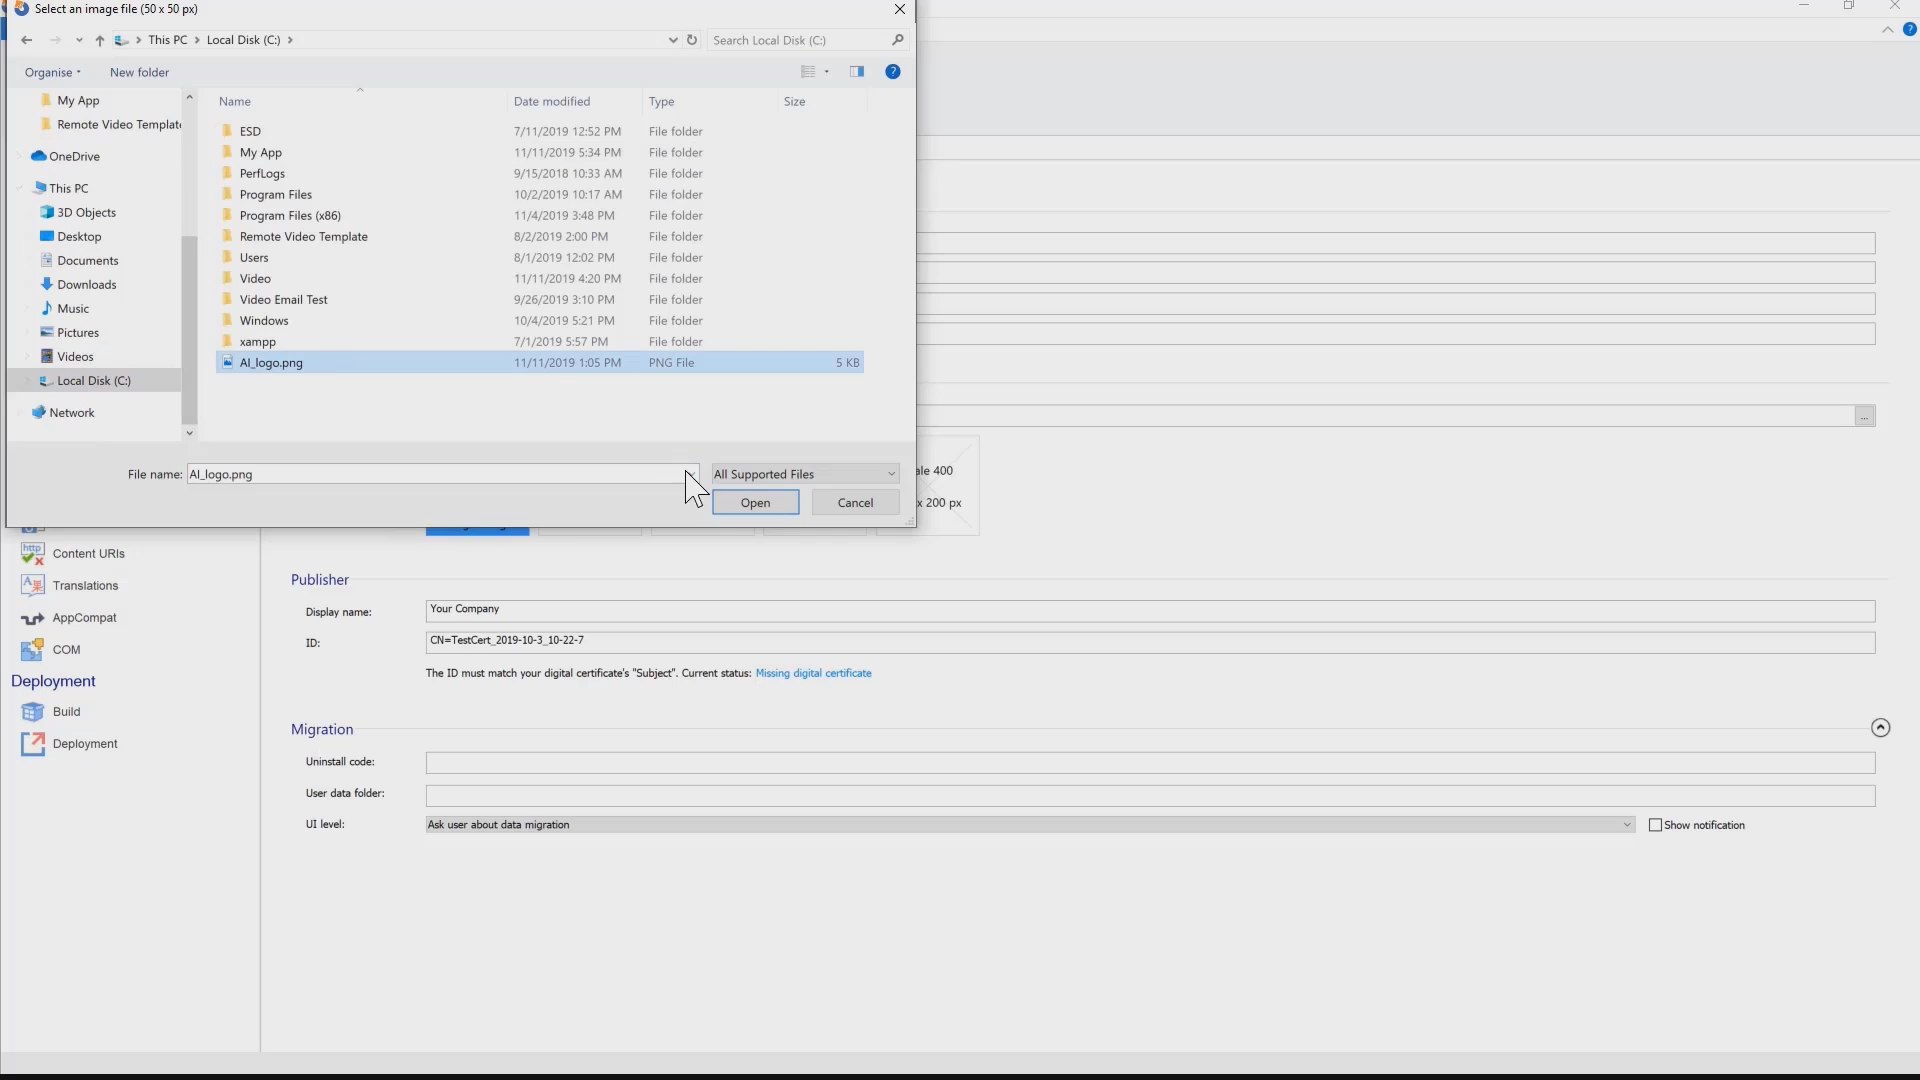 Select an image file (50 x 50 px)
This PC > Local Disk (C:) >
Search Local Disk (C:)
Organise
New folder
Name
Date modified
Type
Size
My App
Remote Video Templat
OneDrive
This PC
3D Objects
Desktop
Documents
Downloads
Music
Pictures
Videos
Local Disk (C:)
Network
ESD 7/11/2019 12:52 PM File folder
My App 11/11/2019 5:34 PM File folder
PerfLogs 9/15/2018 10:33 AM File folder
Program Files 10/2/2019 10:17 AM File folder
Program Files (x86) 11/4/2019 3:48 PM File folder
Remote Video Template 8/2/2019 2:00 PM File folder
Users 8/1/2019 12:02 PM File folder
Video 11/11/2019 4:20 PM File folder
Video Email Test 9/26/2019 3:10 PM File folder
Windows 10/4/2019 5:21 PM File folder
xampp 7/1/2019 5:57 PM File folder
AI_logo.png 11/11/2019 1:05 PM PNG File 5 KB
File name: AI_logo.png
All Supported Files
Open
Cancel
...
ale 400
x 200 px
Content URIs
Translations
AppCompat
COM
Deployment
Build
Deployment
Publisher
Display name: Your Company
ID: CN=TestCert_2019-10-3_10-22-7
The ID must match your digital certificate's "Subject". Current status: Missing digital certificate
Migration
Uninstall code:
User data folder:
UI level: Ask user about data migration
Show notification